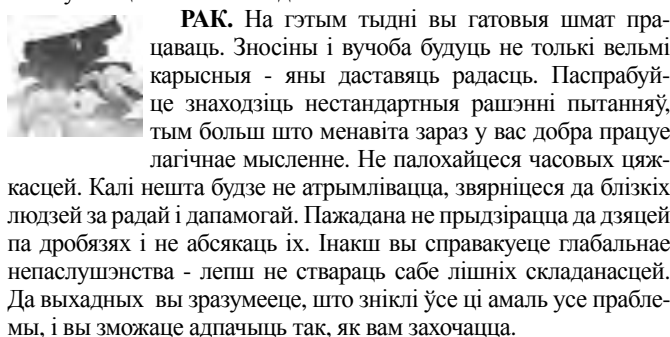 РАК. На гэтым тыдні вы гатовыя шмат пра-
цаваць. Зносіны і вучоба будуць не толькі вельмі
карысныя - яны даставяць радасць. Паспрабуй-
це знаходзіць нестандартныя рашэнні пытанняў,
тым больш што менавіта зараз у вас добра працуе
лагічнае мысленне. Не палохайцеся часовых цяж-
касцей. Калі нешта будзе не атрымлівацца, звярніцеся да блізкіх
людзей за радай і дапамогай. Пажадана не прыдзірацца да дзяцей
па дробязях і не абсякаць іх. Інакш вы справакуеце глабальнае
непаслушэнства - лепш не ствараць сабе лішніх складанасцей.
Да выхадных вы зразумееце, што зніклі ўсе ці амаль усе прабле-
мы, і вы зможаце адпачыць так, як вам захочацца.